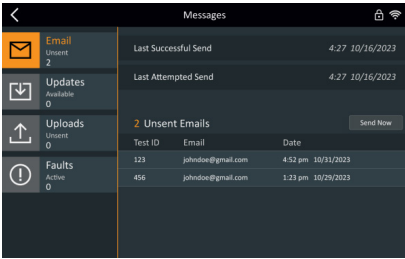 Messages
Email
Unsent
2
Updates
Available
0
Uploads
Unsent
0
Faults
Active
0
Last Successful Send 4:27 10/16/2023
Last Attempted Send 4:27 10/16/2023
2 Unsent Emails Send Now
Test ID Email Date
123 johndoe@gmail.com 4:52 pm 10/31/2023
456 johndoe@gmail.com 1:23 pm 10/29/2023